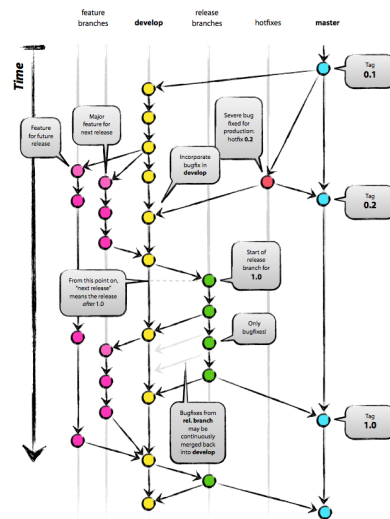 feature
branches
develop
release
branches
hotfixes
master
Time
Tag
0.1
Major
feature for
next release
Feature
for future
release
Severe bug
fixed for
production:
hotfix 0.2
Incorporate
bugfix in
develop
Tag
0.2
Start of
release
branch for
1.0
From this point on,
"next release"
means the release
after 1.0
Only
bugfixes!
Bugfixes from
rel. branch
may be
continuously
merged back
into develop
Tag
1.0